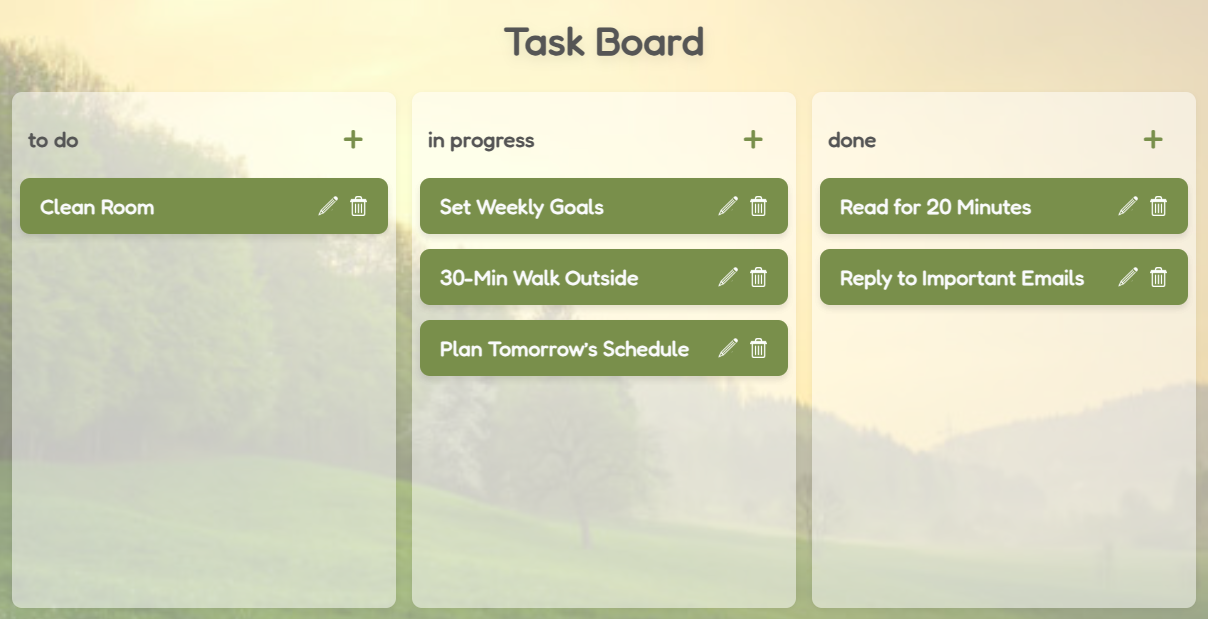 Task Board
to do
Clean Room
in progress
Set Weekly Goals
30-Min Walk Outside
Plan Tomorrow's Schedule
done
Read for 20 Minutes
Reply to Important Emails